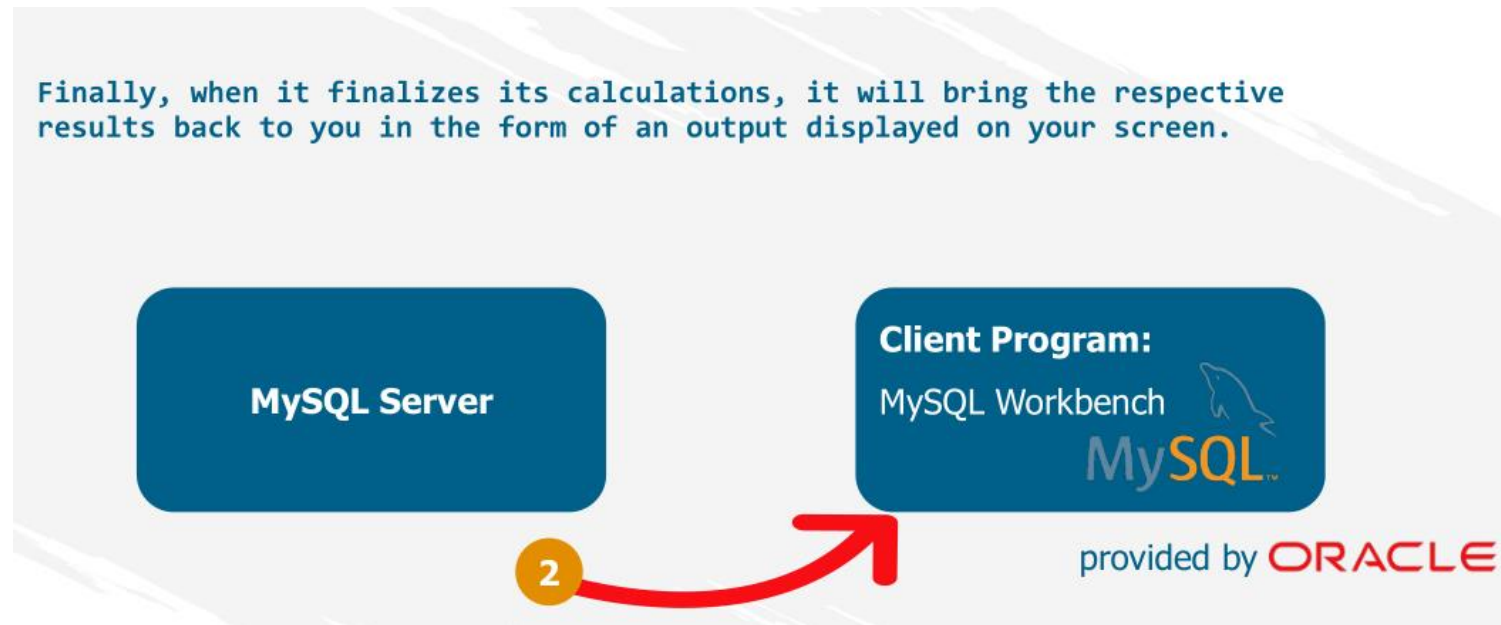 Finally, when it finalizes its calculations, it will bring the respective
results back to you in the form of an output displayed on your screen.
MySQL Server
Client Program:
MySQL Workbench
MySQL™
2
provided by ORACLE